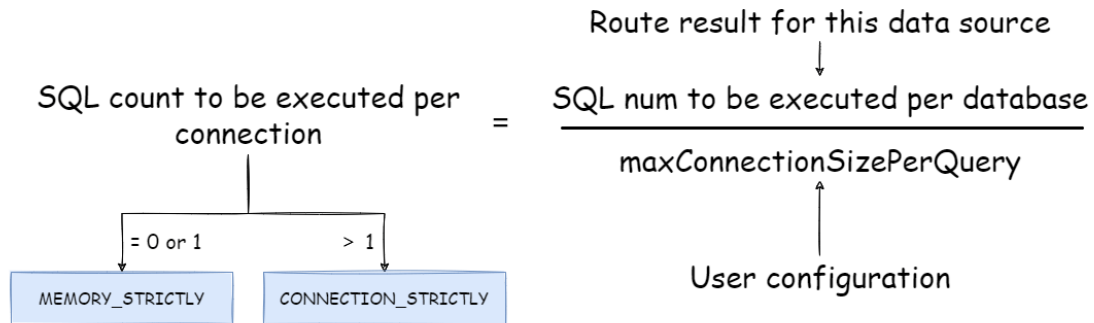 Route result for this data source
SQL count to be executed per
connection
=
SQL num to be executed per database
maxConnectionSizePerQuery
= 0 or 1
> 1
User configuration
MEMORY_STRICTLY
CONNECTION_STRICTLY